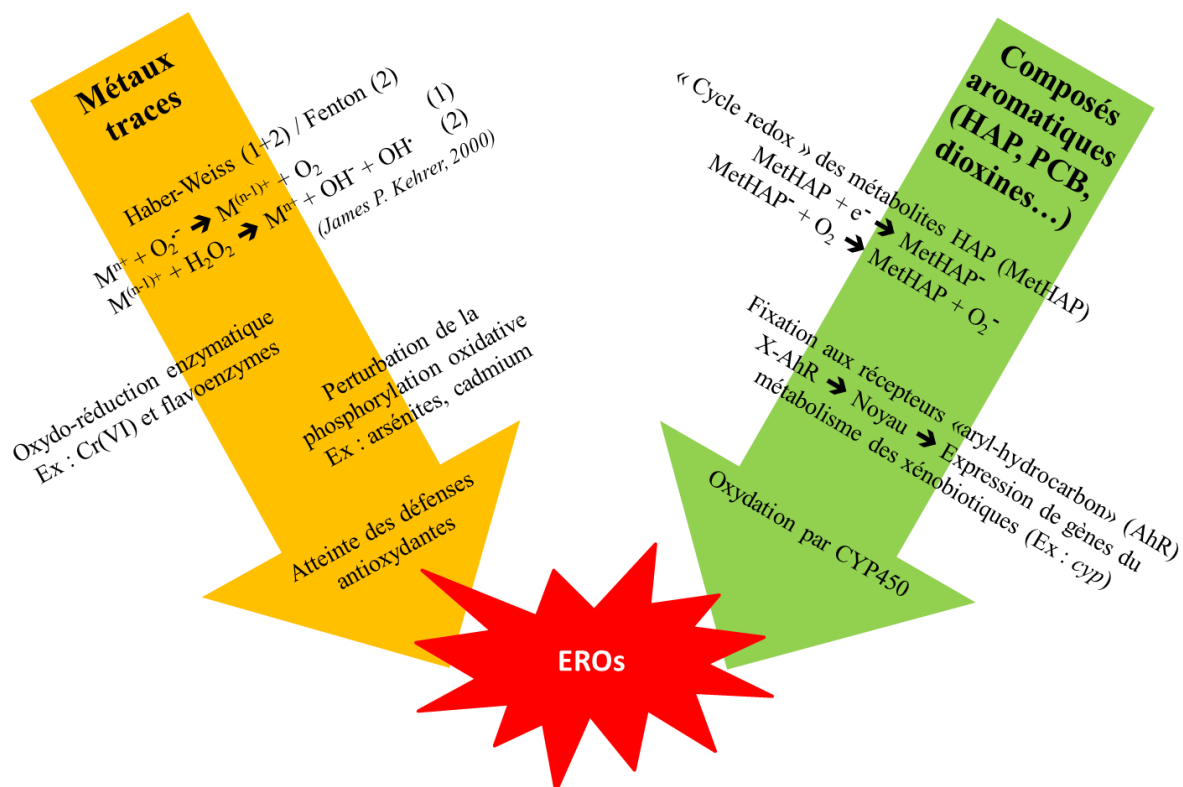 Métaux
traces
Haber-Weiss (1+2) / Fenton (2)
Mⁿ⁺ + O₂•⁻ ➔ M⁽ⁿ⁻¹⁾⁺ + O₂ (1)
M⁽ⁿ⁻¹⁾⁺ + H₂O₂ ➔ Mⁿ⁺ + OH⁻ + OH• (2)
(James P. Kehrer, 2000)
Oxydo-réduction enzymatique
Ex : Cr(VI) et flavoenzymes
Perturbation de la
phosphorylation oxidative
Ex : arsénites, cadmium
Atteinte des défenses
antioxydantes
Composés
aromatiques
(HAP, PCB,
dioxines…)
« Cycle redox » des métabolites HAP (MetHAP)
MetHAP + e⁻ ➔ MetHAP⁻
MetHAP⁻ + O₂ ➔ MetHAP + O₂⁻
Fixation aux récepteurs «aryl-hydrocarbon» (AhR)
X-AhR ➔ Noyau ➔ Expression de gènes du
métabolisme des xénobiotiques (Ex : cyp)
Oxydation par CYP450
EROs